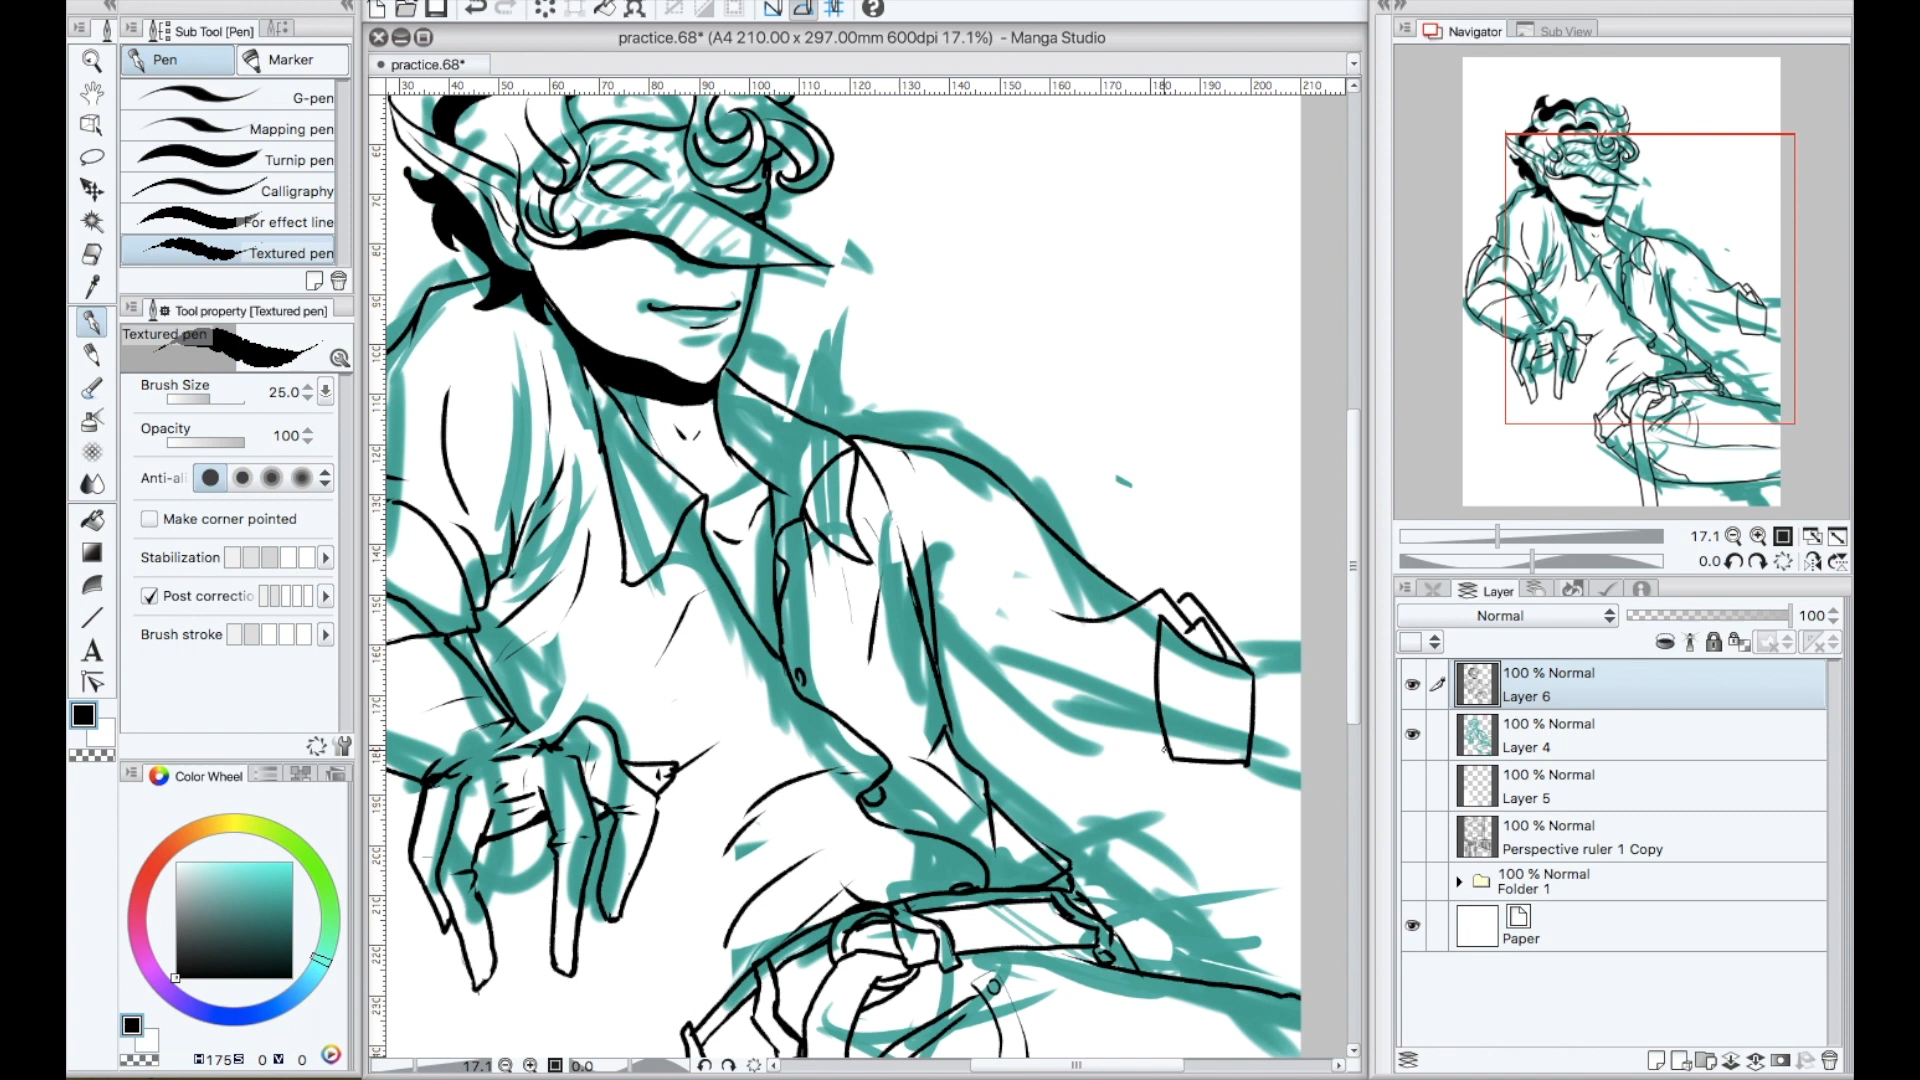 Sub Tool [Pen]
Pen
Marker
G-pen
Mapping pen
Turnip pen
Calligraphy
For effect line
Textured pen
Tool property [Textured pen]
Textured pen
Brush Size 25.0
Opacity 100
Anti-ali
Make corner pointed
Stabilization
Post correctio
Brush stroke
Color Wheel
H175 S 0 V 0
practice.68* (A4 210.00 x 297.00mm 600dpi 17.1%) - Manga Studio
practice.68*
30 40 50 60 70 80 90 100 110 120 130 140 150 160 170 180 190 200 210
17.1 0.0
Navigator
Sub View
17.1
0.0
Layer
Normal 100
100 % Normal
Layer 6
100 % Normal
Layer 4
100 % Normal
Layer 5
100 % Normal
Perspective ruler 1 Copy
100 % Normal
Folder 1
Paper